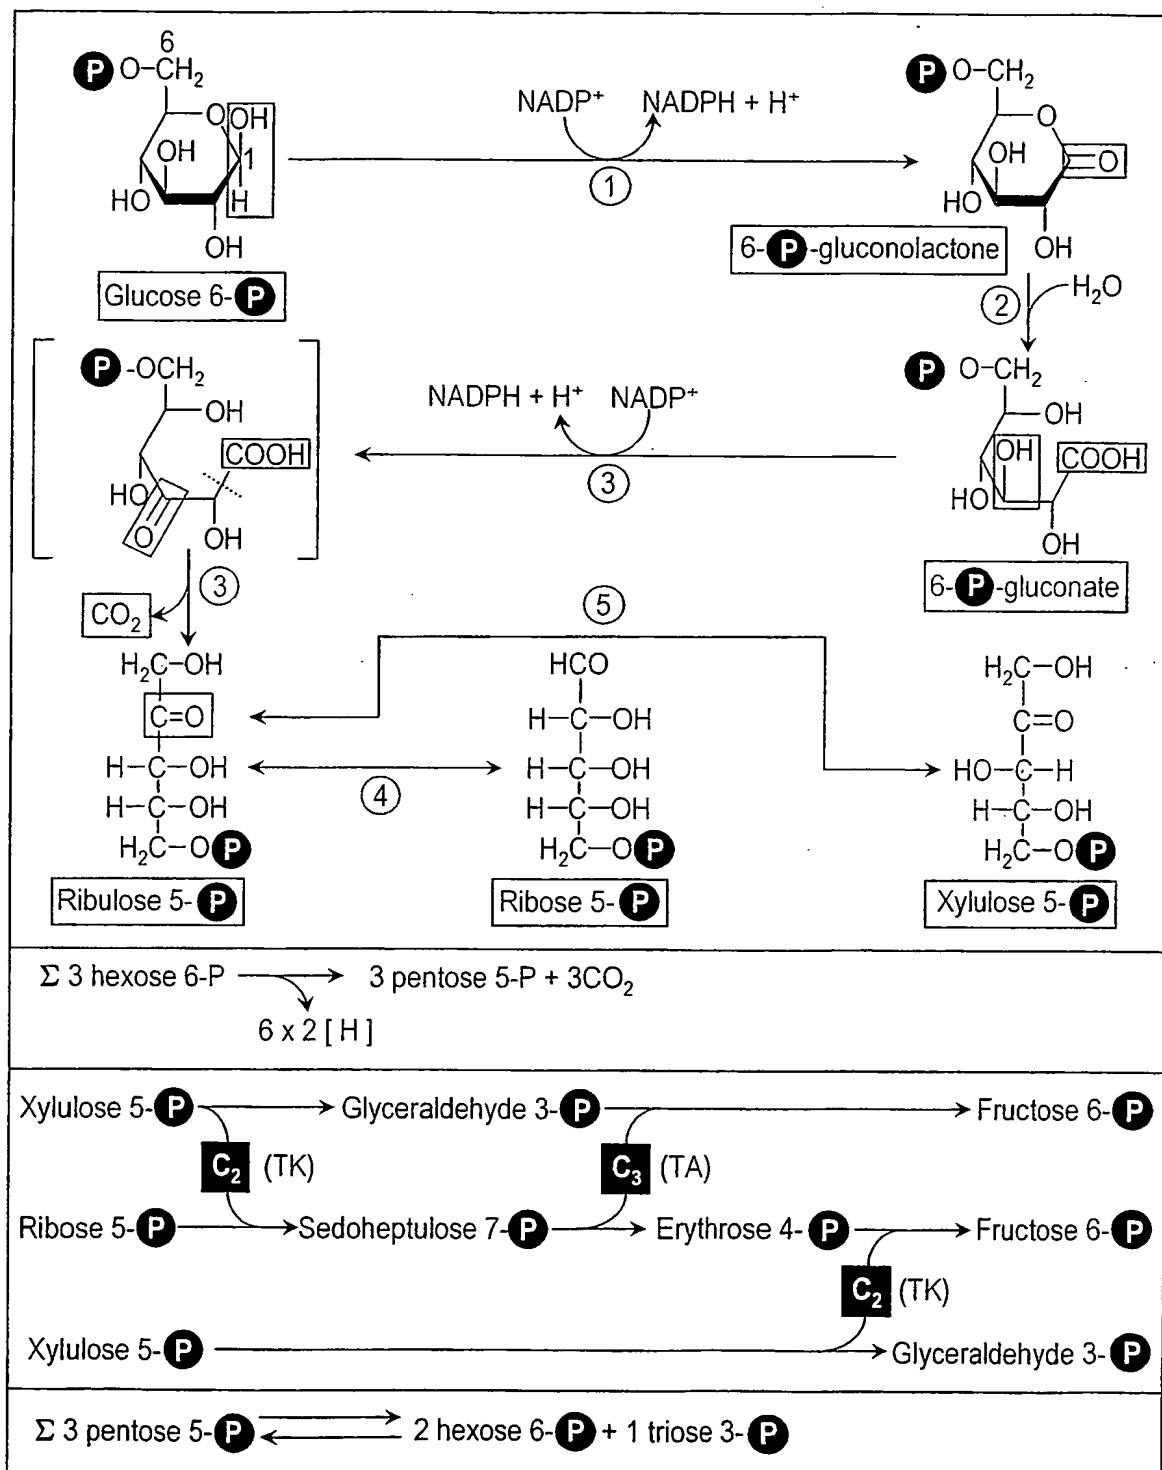 6
P O–CH₂
O OH
OH 1
HO H
OH
Glucose 6- P
NADP⁺ NADPH + H⁺
1
P O–CH₂
O
OH O
HO
OH
6- P -gluconolactone
2 H₂O
P -OCH₂
OH
COOH
HO
O OH
NADPH + H⁺ NADP⁺
3
P O–CH₂
OH
OH COOH
HO
OH
6- P -gluconate
3
CO₂
5
H₂C–OH
C=O
H–C–OH
H–C–OH
H₂C–O P
Ribulose 5- P
4
HCO
H–C–OH
H–C–OH
H–C–OH
H₂C–O P
Ribose 5- P
H₂C–OH
C=O
HO–C–H
H–C–OH
H₂C–O P
Xylulose 5- P
Σ 3 hexose 6-P 3 pentose 5-P + 3CO₂
6 x 2 [ H ]
Xylulose 5- P Glyceraldehyde 3- P Fructose 6- P
C₂ (TK) C₃ (TA)
Ribose 5- P Sedoheptulose 7- P Erythrose 4- P Fructose 6- P
C₂ (TK)
Xylulose 5- P Glyceraldehyde 3- P
Σ 3 pentose 5- P 2 hexose 6- P + 1 triose 3- P